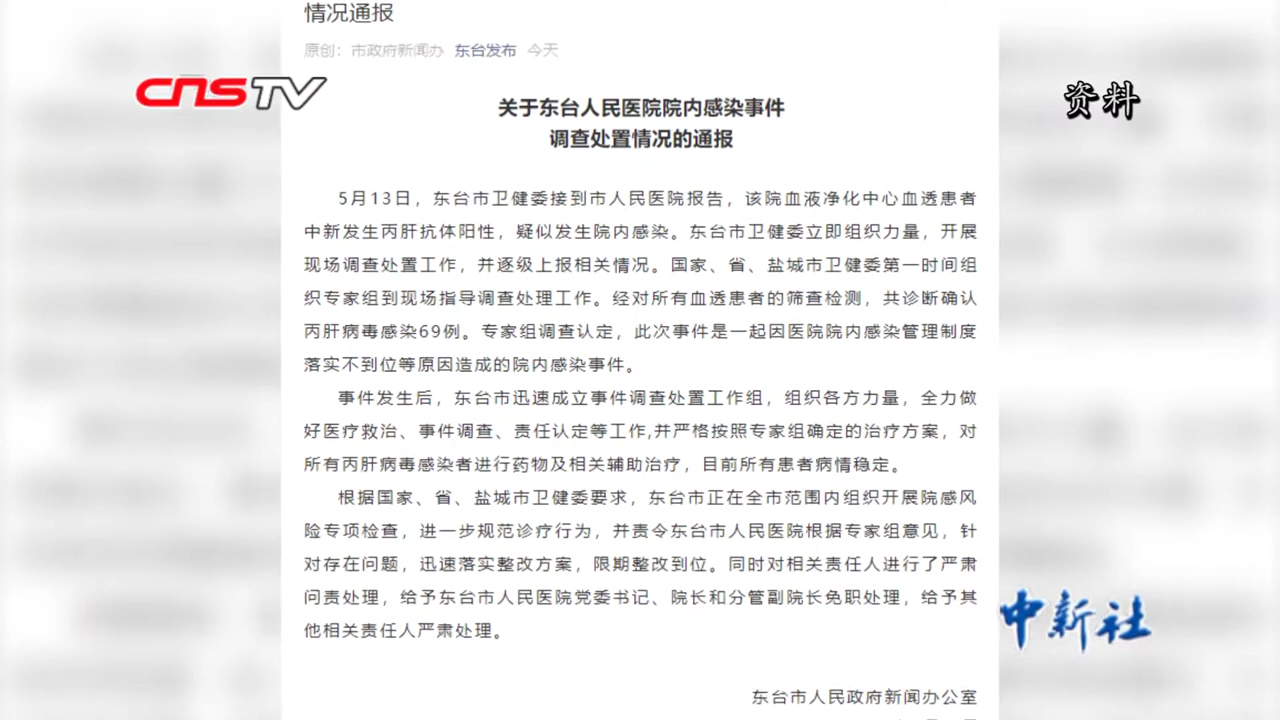 情况通报
原创：市政府新闻办 东台发布 今天
CNSTV
资料
关于东台人民医院院内感染事件
调查处置情况的通报
5月13日，东台市卫健委接到市人民医院报告，该院血液净化中心血透患者
中新发生丙肝抗体阳性，疑似发生院内感染。东台市卫健委立即组织力量，开展
现场调查处置工作，并逐级上报相关情况。国家、省、盐城市卫健委第一时间组
织专家组到现场指导调查处理工作。经对所有血透患者的筛查检测，共诊断确认
丙肝病毒感染69例。专家组调查认定，此次事件是一起因医院院内感染管理制度
落实不到位等原因造成的院内感染事件。
事件发生后，东台市迅速成立事件调查处置工作组，组织各方力量，全力做
好医疗救治、事件调查、责任认定等工作,并严格按照专家组确定的治疗方案，对
所有丙肝病毒感染者进行药物及相关辅助治疗，目前所有患者病情稳定。
根据国家、省、盐城市卫健委要求，东台市正在全市范围内组织开展院感风
险专项检查，进一步规范诊疗行为，并责令东台市人民医院根据专家组意见，针
对存在问题，迅速落实整改方案，限期整改到位。同时对相关责任人进行了严肃
问责处理，给予东台市人民医院党委书记、院长和分管副院长免职处理，给予其
他相关责任人严肃处理。
中新社
东台市人民政府新闻办公室